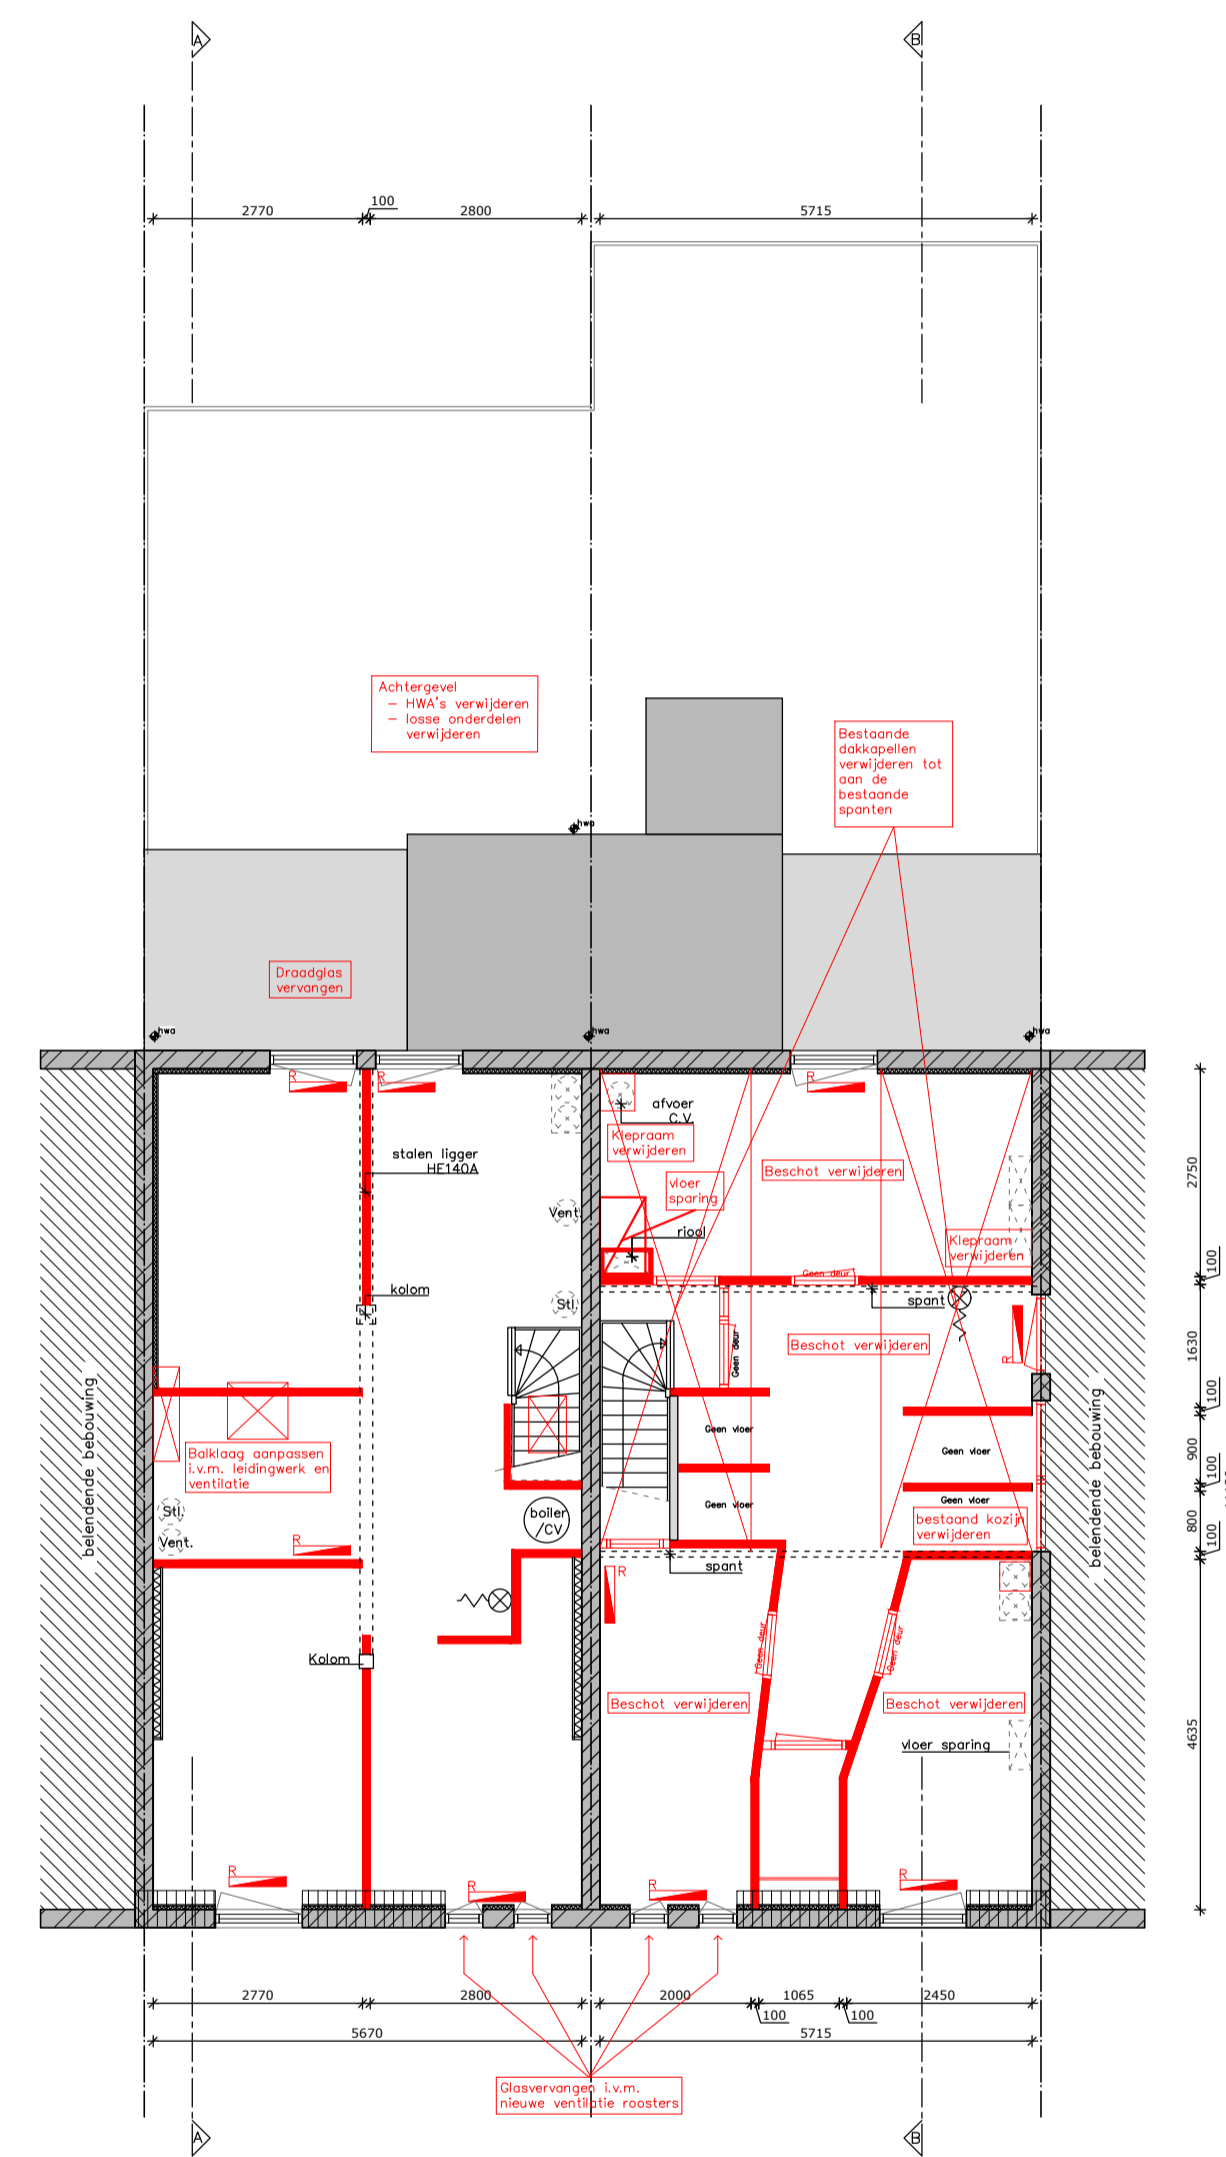 A
B
100
2770
2800
5715
Achtergevel
- HWA's verwijderen
- losse onderdelen
verwijderen
Bestaande
dakkapellen
verwijderen tot
aan de
bestaande
spanten
hwa
Draadglas
vervangen
hwa
hwa
hwa
R
R
R
afvoer
C.V.
Klepraam
verwijderen
stalen ligger
HE140A
Beschot verwijderen
2750
vloer
sparing
Vent.
riool
Klepraam
verwijderen
100
Geen deur
kolom
Stl.
spant
Geen deur
Beschot verwijderen
R
1630
100
belendende bebouwing
belendende bebouwing
Geen vloer
Geen vloer
900
Balklaag aanpassen
i.v.m. leidingwerk en
ventilatie
100
Geen vloer
Geen vloer
Stl.
boiler
/CV
bestaand kozijn
verwijderen
800
100
Vent.
R
spant
R
Geen deur
Geen deur
Kolom
Beschot verwijderen
Beschot verwijderen
vloer sparing
4635
R
R
R
R
2770
2800
2000
1065
2450
100
100
5670
5715
Glasvervangen i.v.m.
nieuwe ventilatie roosters
A
B